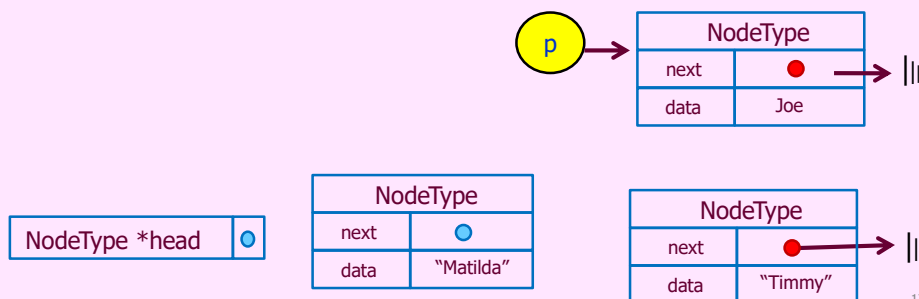 p
NodeType
next
data Joe
NodeType *head
NodeType
next
data “Matilda”
NodeType
next
data “Timmy”